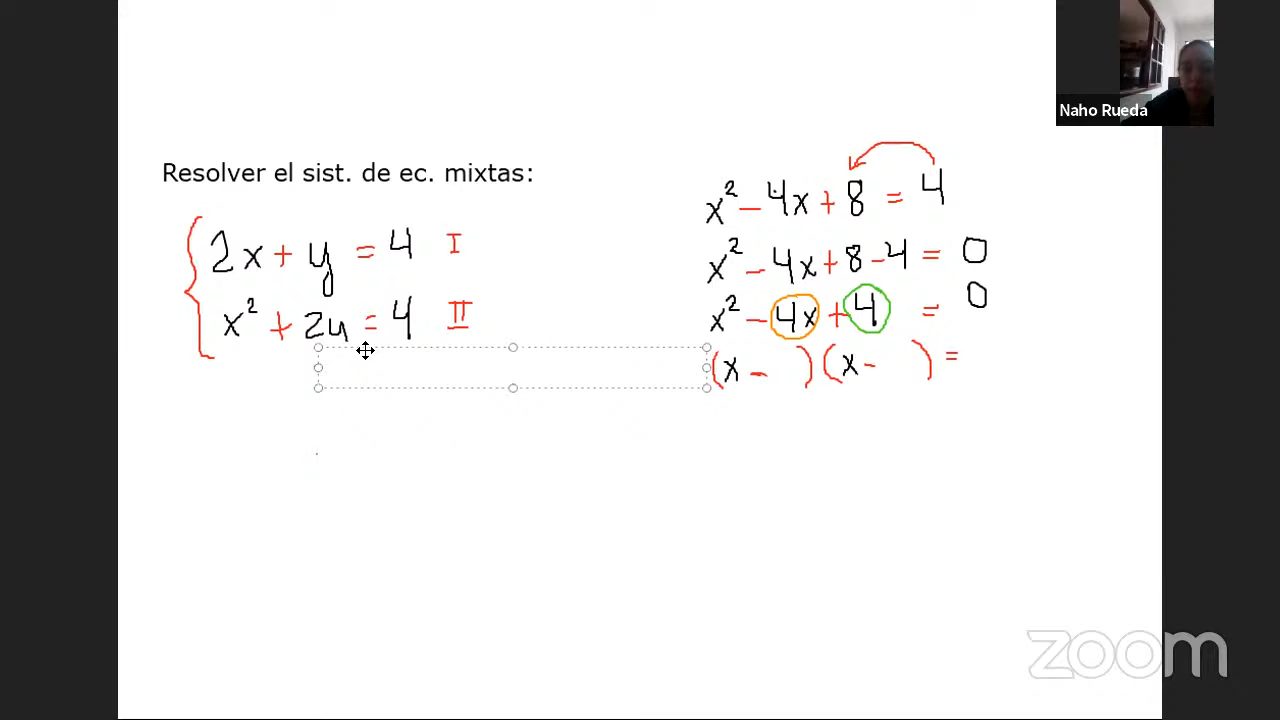 Naho Rueda
Resolver el sist. de ec. mixtas:
2x + y = 4 I
x² + 2y = 4 II
x² - 4x + 8 = 4
x² - 4x + 8 - 4 = 0
x² - 4x + 4 = 0
(x - ) (x - ) =
zoom